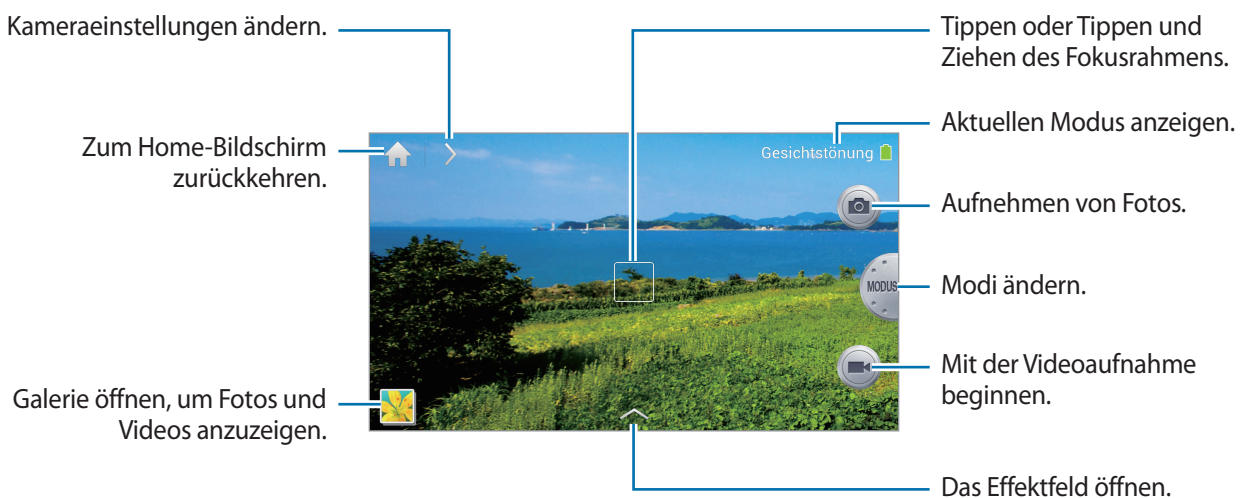 Kameraeinstellungen ändern.
Zum Home-Bildschirm
zurückkehren.
Galerie öffnen, um Fotos und
Videos anzuzeigen.
Gesichtstönung
MODUS
Tippen oder Tippen und
Ziehen des Fokusrahmens.
Aktuellen Modus anzeigen.
Aufnehmen von Fotos.
Modi ändern.
Mit der Videoaufnahme
beginnen.
Das Effektfeld öffnen.